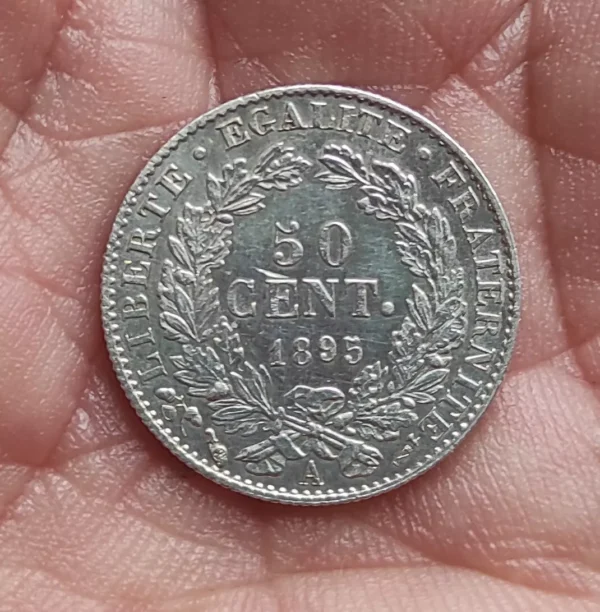 LIBERTE · EGALITE · FRATERNITE
50
CENT.
1895
A